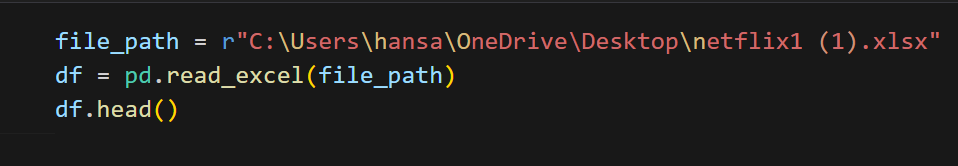 file_path = r"C:\Users\hansa\OneDrive\Desktop\netflix1 (1).xlsx"
df = pd.read_excel(file_path)
df.head()